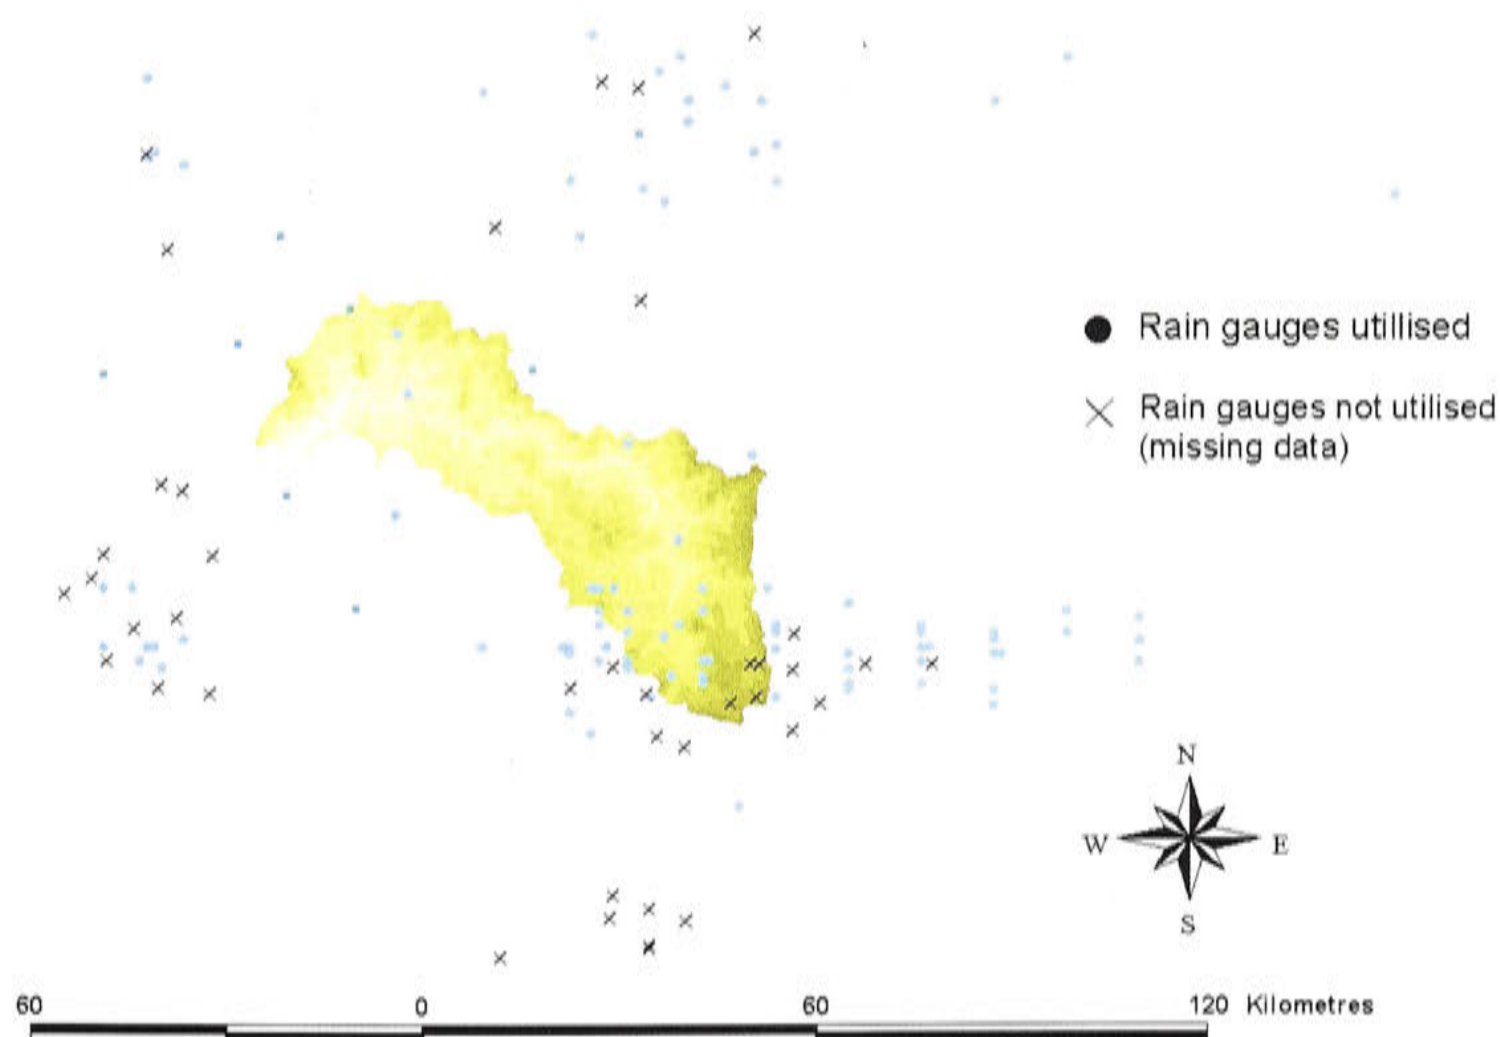 Rain gauges utillised
Rain gauges not utilised
(missing data)
N
W E
S
60 0 60 120 Kilometres